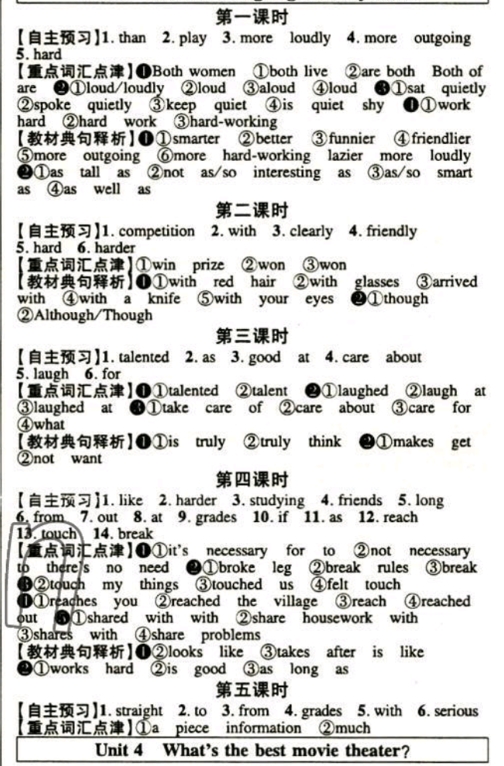 第一课时
【自主预习】1. than 2. play 3. more loudly 4. more outgoing
5. hard
【重点词汇点津】❶Both women ①both live ②are both Both of
are ❷①loud/loudly ②loud ③aloud ④loud ❸①sat quietly
②spoke quietly ③keep quiet ④is quiet shy ❹①work
hard ②hard work ③hard-working
【教材典句释析】❶①smarter ②better ③funnier ④friendlier
⑤more outgoing ⑥more hard-working lazier more loudly
❷①as tall as ②not as/so interesting as ③as/so smart
as ④as well as
第二课时
【自主预习】1. competition 2. with 3. clearly 4. friendly
5. hard 6. harder
【重点词汇点津】①win prize ②won ③won
【教材典句释析】❶①with red hair ②with glasses ③arrived
with ④with a knife ⑤with your eyes ❷①though
②Although/Though
第三课时
【自主预习】1. talented 2. as 3. good at 4. care about
5. laugh 6. for
【重点词汇点津】❶①talented ②talent ❷①laughed ②laugh at
③laughed at ❸①take care of ②care about ③care for
④what
【教材典句释析】❶①is truly ②truly think ❷①makes get
②not want
第四课时
【自主预习】1. like 2. harder 3. studying 4. friends 5. long
6. from 7. out 8. at 9. grades 10. if 11. as 12. reach
13. touch 14. break
【重点词汇点津】❶①it's necessary for to ②not necessary
to there's no need ❷①broke leg ②break rules ③break
❸②touch my things ③touched us ④felt touch
①reaches you ②reached the village ③reach ④reached
out ❺①shared with with ②share housework with
③shares with ④share problems
【教材典句释析】❶②looks like ③takes after is like
❷①works hard ②is good ③as long as
第五课时
【自主预习】1. straight 2. to 3. from 4. grades 5. with 6. serious
【重点词汇点津】①a piece information ②much
Unit 4 What's the best movie theater?